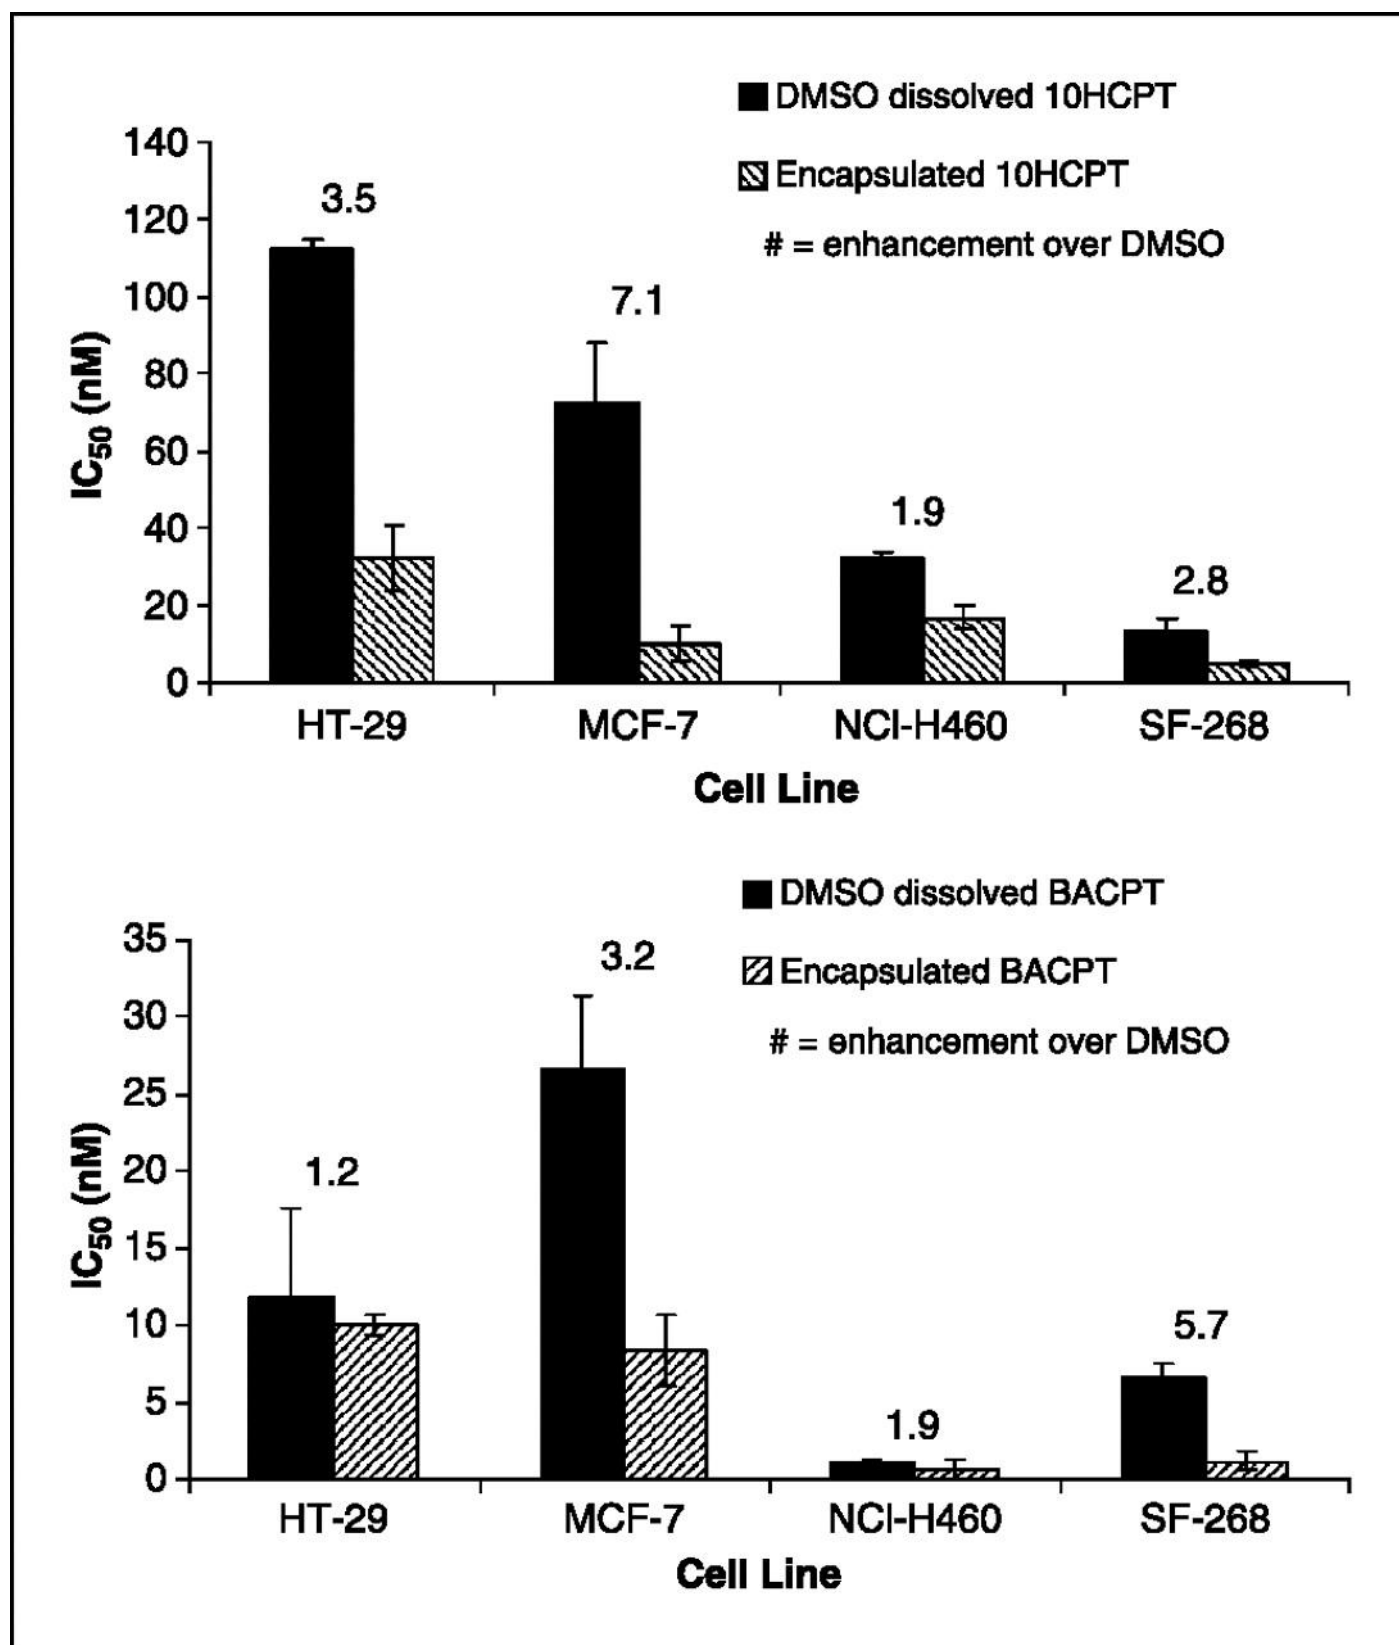 DMSO dissolved 10HCPT
Encapsulated 10HCPT
# = enhancement over DMSO
140
120
100
80
60
40
20
0
IC50 (nM)
3.5
7.1
1.9
2.8
HT-29
MCF-7
NCI-H460
SF-268
Cell Line
DMSO dissolved BACPT
Encapsulated BACPT
# = enhancement over DMSO
35
30
25
20
15
10
5
0
IC50 (nM)
1.2
3.2
1.9
5.7
HT-29
MCF-7
NCI-H460
SF-268
Cell Line